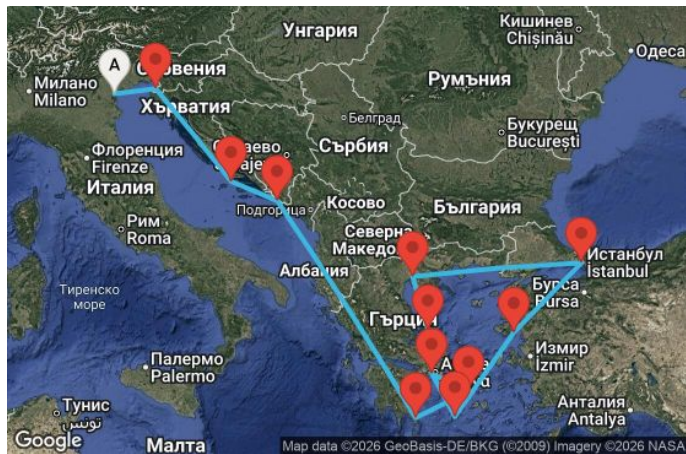 Кишинев
Chișinău
Унгария
Одеса
A
Словения
Милано
Milano
Румъния
Хърватия
Белград
Букурещ
București
Флоренция
Firenze
Сърбия
Италия
Подгорица
Косово
България
Рим
Roma
Северна
Македо
Истанбул
İstanbul
Албания
Бурса
Bursa
Тиренско
море
Гърция
Измир
İzmir
Палермо
Palermo
Анталия
Antalya
Тунис
تونس
Малта
Google
Map data ©2026 GeoBasis-DE/BKG (©2009) Imagery ©2026 NASA